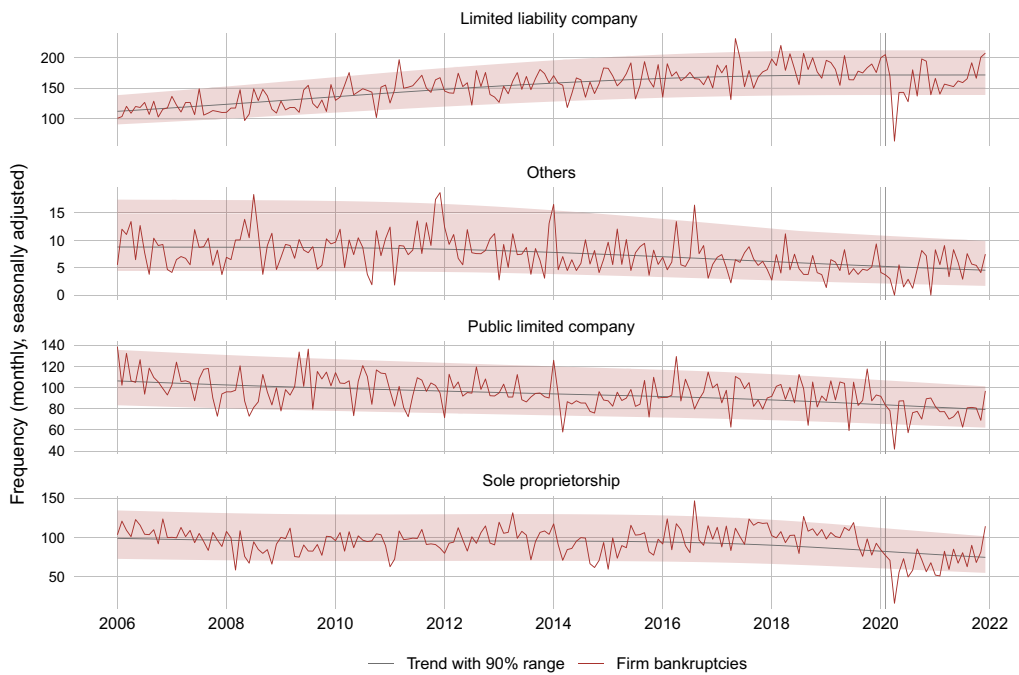 Limited liability company
200
150
100
Others
15
10
5
0
Public limited company
140
120
100
80
60
40
Sole proprietorship
150
100
50
Frequency (monthly, seasonally adjusted)
2006 2008 2010 2012 2014 2016 2018 2020 2022
Trend with 90% range Firm bankruptcies